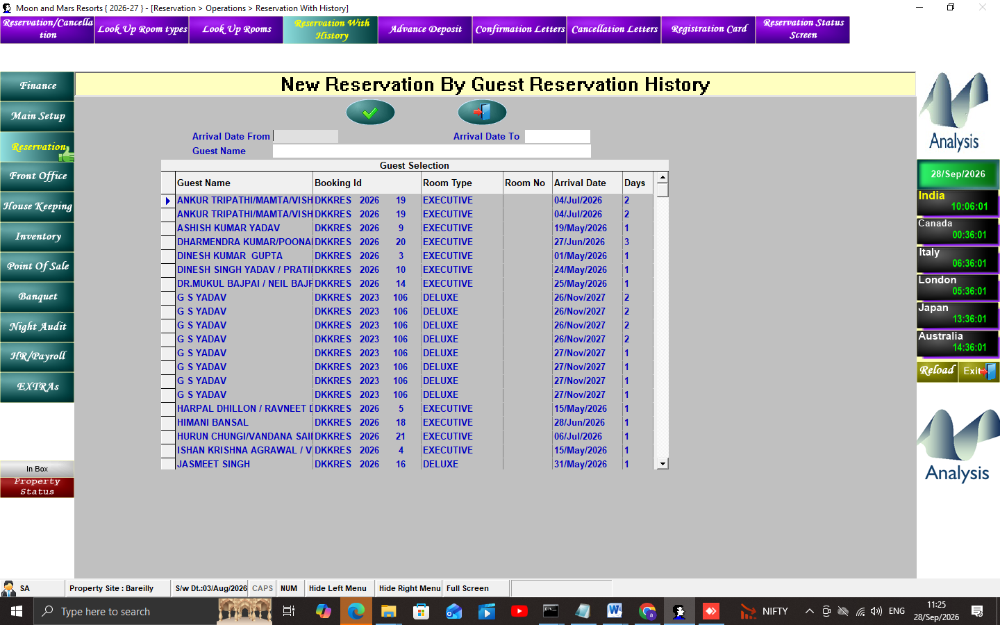 Moon and Mars Resorts { 2026-27 } - [Reservation > Operations > Reservation With History]
Reservation/Cancellation
Look Up Room types
Look Up Rooms
Reservation With History
Advance Deposit
Confirmation Letters
Cancellation Letters
Registration Card
Reservation Status Screen
Finance
Main Setup
Reservation
Front Office
House Keeping
Inventory
Point Of Sale
Banquet
Night Audit
HR/Payroll
EXTRAs
In Box
Property Status
New Reservation By Guest Reservation History
Arrival Date From
Arrival Date To
Guest Name
Guest Selection
Guest Name Booking Id Room Type Room No Arrival Date Days
ANKUR TRIPATHI/MAMTA/VISH DKKRES 2026 19 EXECUTIVE 04/Jul/2026 2
ANKUR TRIPATHI/MAMTA/VISH DKKRES 2026 19 EXECUTIVE 04/Jul/2026 2
ASHISH KUMAR YADAV DKKRES 2026 9 EXECUTIVE 19/May/2026 1
DHARMENDRA KUMAR/POONA DKKRES 2026 20 EXECUTIVE 27/Jun/2026 3
DINESH KUMAR  GUPTA DKKRES 2026 3 EXECUTIVE 01/May/2026 1
DINESH SINGH YADAV / PRATI DKKRES 2026 10 EXECUTIVE 24/May/2026 1
DR.MUKUL BAJPAI / NEIL BAJP DKKRES 2026 14 EXECUTIVE 25/May/2026 1
G S YADAV DKKRES 2023 106 DELUXE 26/Nov/2027 2
G S YADAV DKKRES 2023 106 DELUXE 26/Nov/2027 2
G S YADAV DKKRES 2023 106 DELUXE 26/Nov/2027 2
G S YADAV DKKRES 2023 106 DELUXE 26/Nov/2027 2
G S YADAV DKKRES 2023 106 DELUXE 27/Nov/2027 1
G S YADAV DKKRES 2023 106 DELUXE 27/Nov/2027 1
G S YADAV DKKRES 2023 106 DELUXE 27/Nov/2027 1
G S YADAV DKKRES 2023 106 DELUXE 27/Nov/2027 1
HARPAL DHILLON / RAVNEET D DKKRES 2026 5 EXECUTIVE 15/May/2026 1
HIMANI BANSAL DKKRES 2026 18 EXECUTIVE 28/Jun/2026 1
HURUN CHUNGI/VANDANA SAI DKKRES 2026 21 EXECUTIVE 06/Jul/2026 1
ISHAN KRISHNA AGRAWAL / V DKKRES 2026 4 EXECUTIVE 15/May/2026 1
JASMEET SINGH DKKRES 2026 16 DELUXE 31/May/2026 1
Analysis
28/Sep/2026
India
10:06:01
Canada
00:36:01
Italy
06:36:01
London
05:36:01
Japan
13:36:01
Australia
14:36:01
Reload
Exit
Analysis
SA
Property Site : Bareilly
S/w Dt.:03/Aug/2026
CAPS
NUM
Hide Left Menu
Hide Right Menu
Full Screen
Type here to search
NIFTY
ENG
11:25
28/Sep/2026